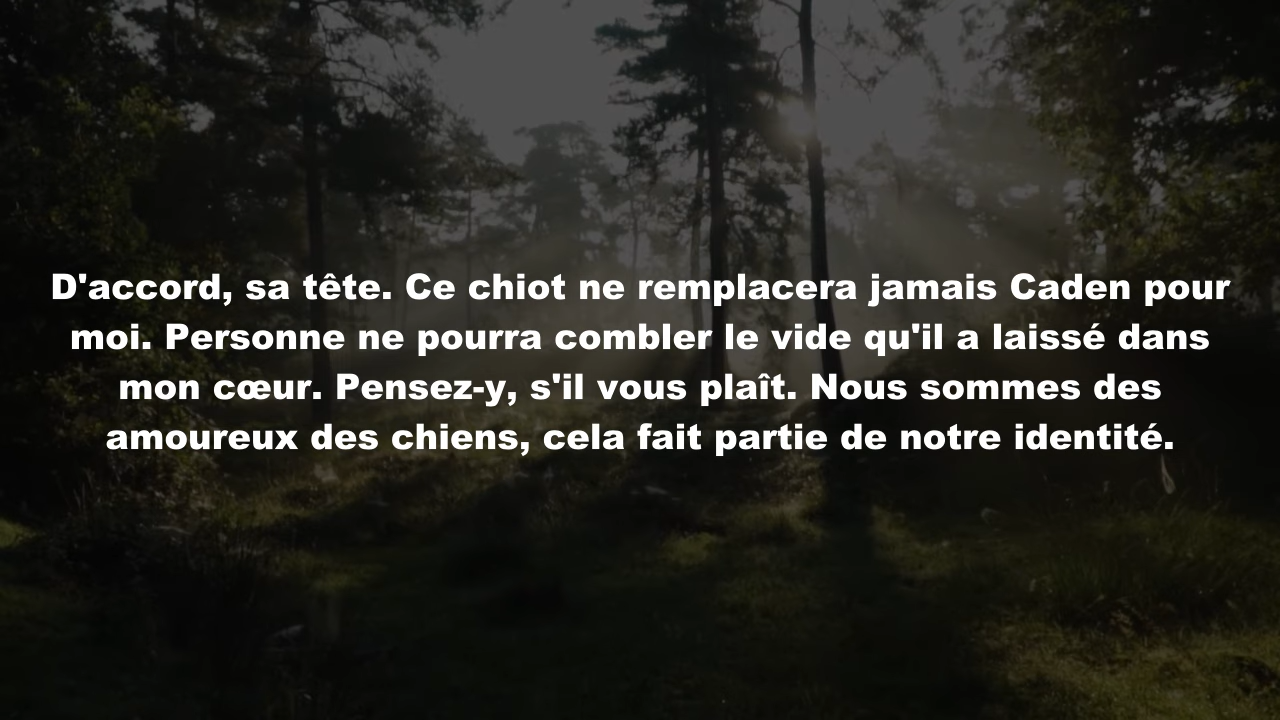 D'accord, sa tête. Ce chiot ne remplacera jamais Caden pour
moi. Personne ne pourra combler le vide qu'il a laissé dans
mon cœur. Pensez-y, s'il vous plaît. Nous sommes des
amoureux des chiens, cela fait partie de notre identité.